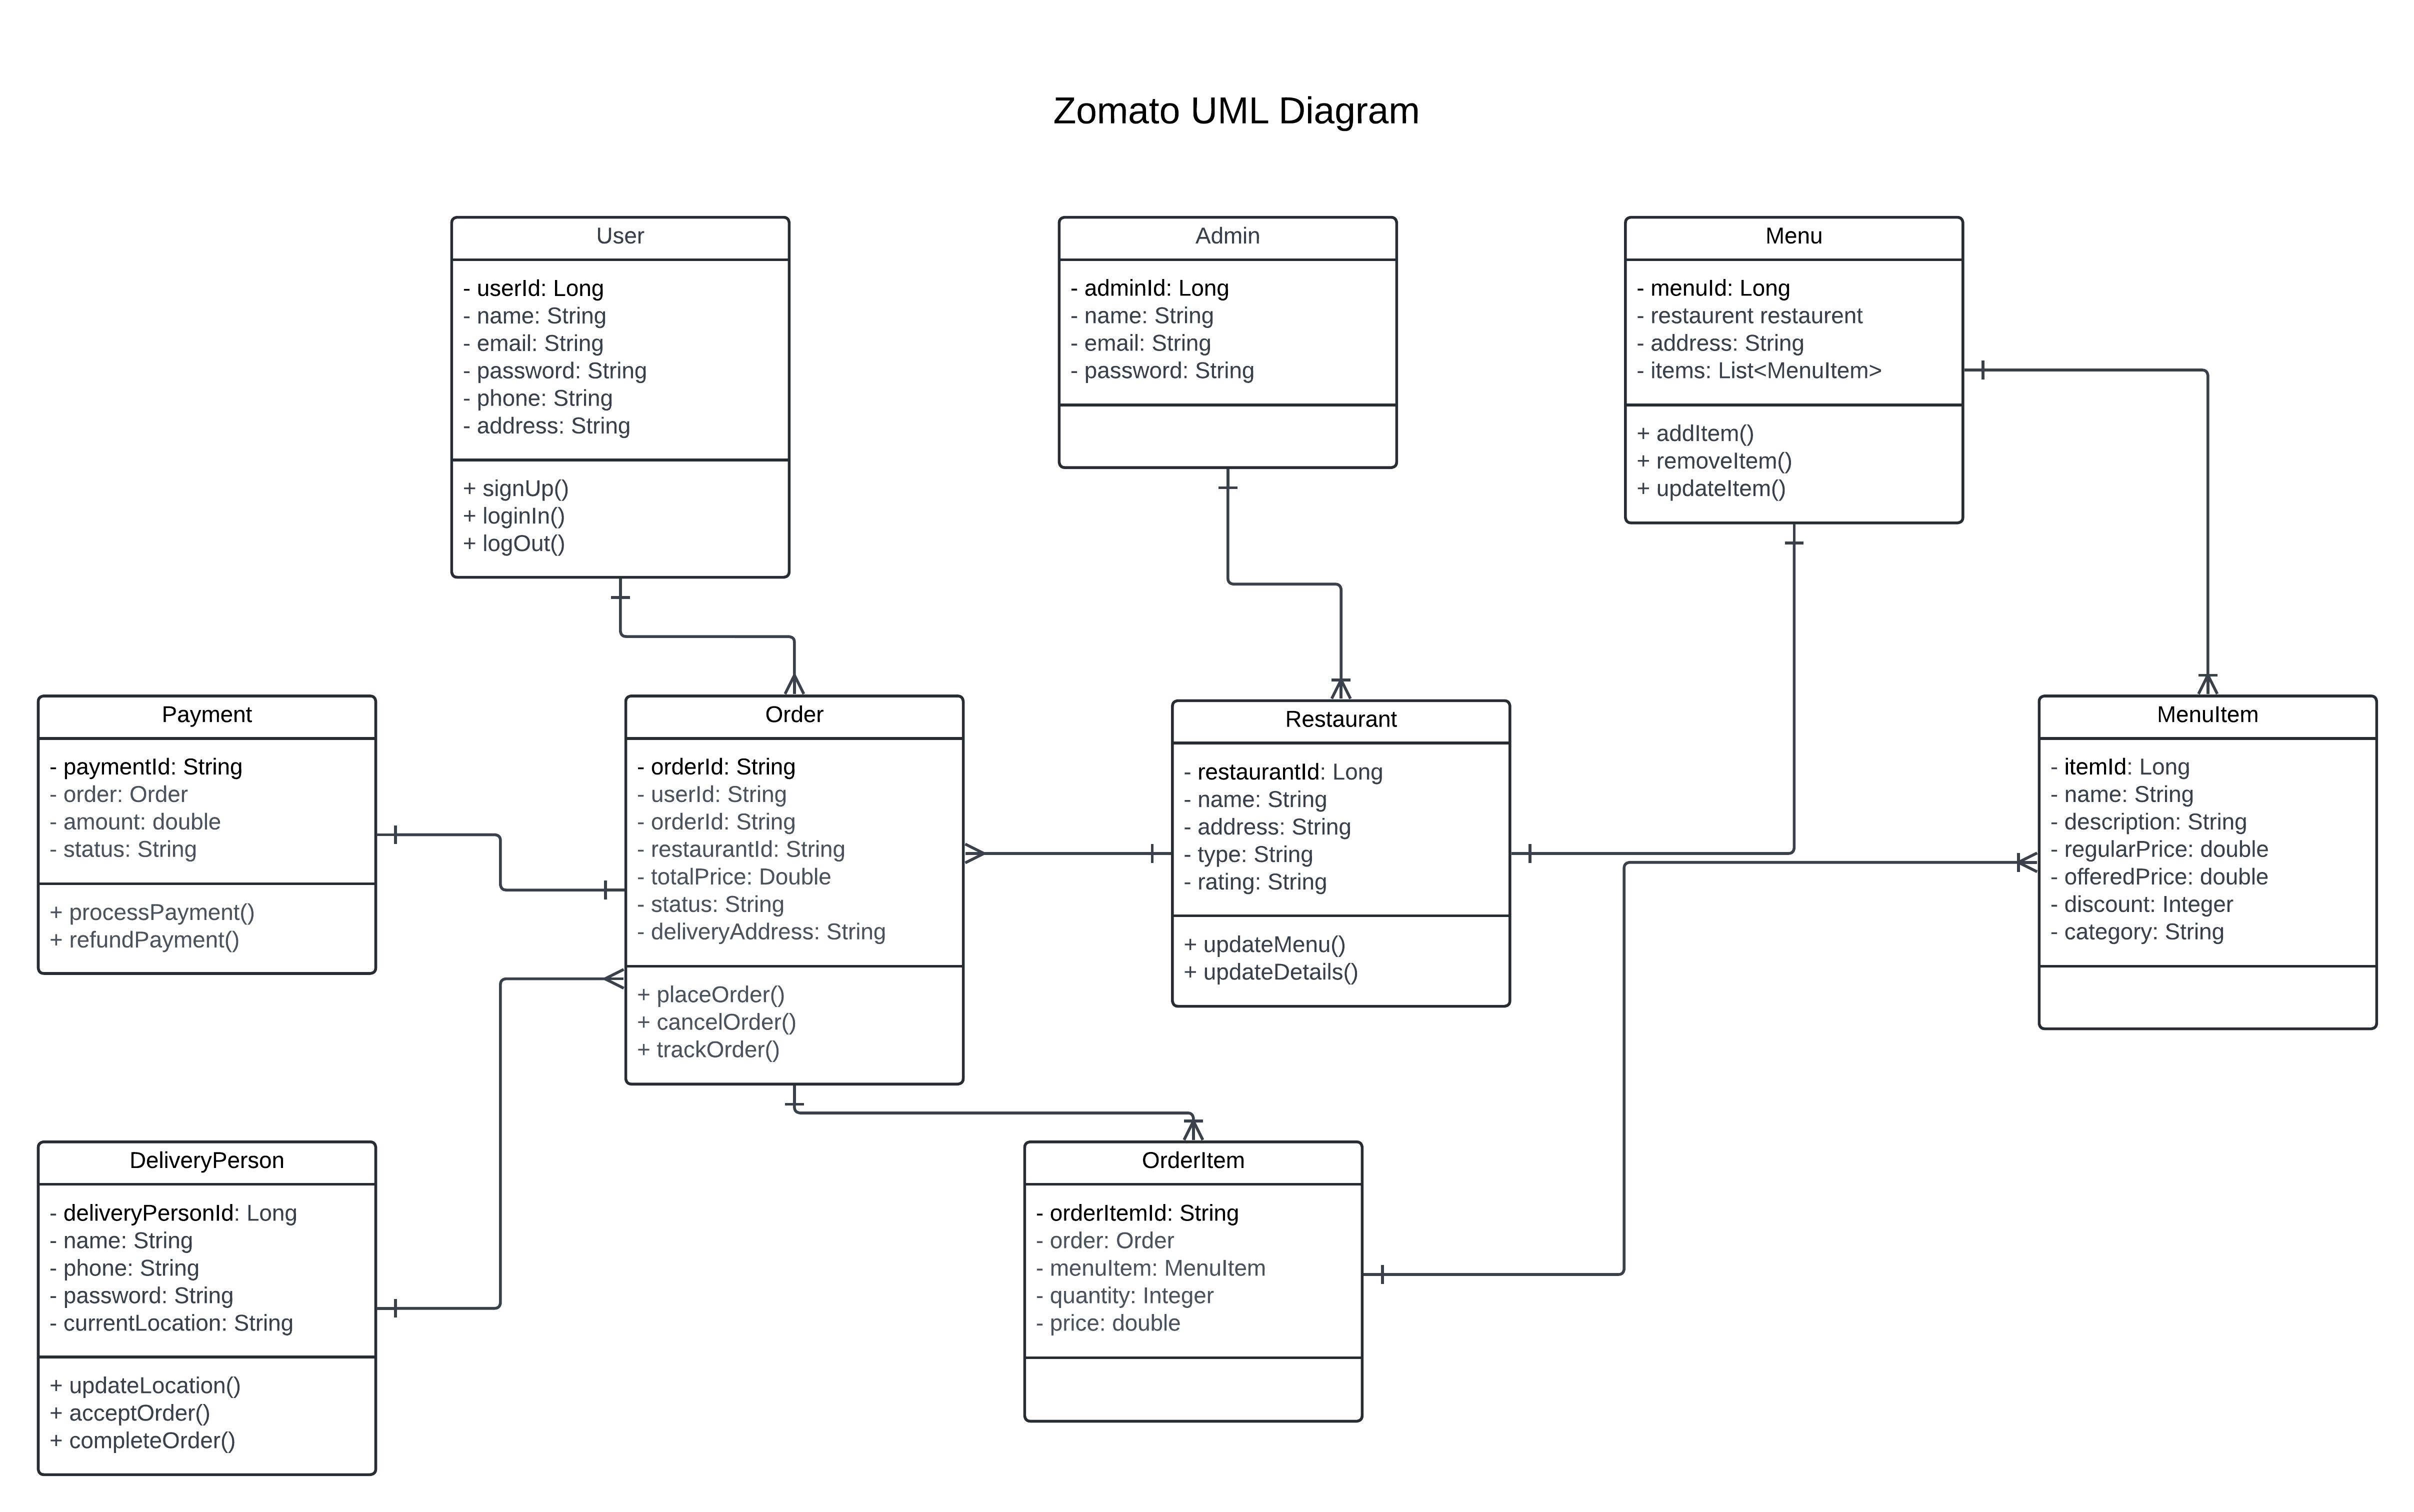 Zomato UML Diagram
User
- userId: Long
- name: String
- email: String
- password: String
- phone: String
- address: String
+ signUp()
+ loginIn()
+ logOut()
Admin
- adminId: Long
- name: String
- email: String
- password: String
Menu
- menuId: Long
- restaurent restaurent
- address: String
- items: List<MenuItem>
+ addItem()
+ removeItem()
+ updateItem()
Payment
- paymentId: String
- order: Order
- amount: double
- status: String
+ processPayment()
+ refundPayment()
Order
- orderId: String
- userId: String
- orderId: String
- restaurantId: String
- totalPrice: Double
- status: String
- deliveryAddress: String
+ placeOrder()
+ cancelOrder()
+ trackOrder()
Restaurant
- restaurantId: Long
- name: String
- address: String
- type: String
- rating: String
+ updateMenu()
+ updateDetails()
MenuItem
- itemId: Long
- name: String
- description: String
- regularPrice: double
- offeredPrice: double
- discount: Integer
- category: String
DeliveryPerson
- deliveryPersonId: Long
- name: String
- phone: String
- password: String
- currentLocation: String
+ updateLocation()
+ acceptOrder()
+ completeOrder()
OrderItem
- orderItemId: String
- order: Order
- menuItem: MenuItem
- quantity: Integer
- price: double